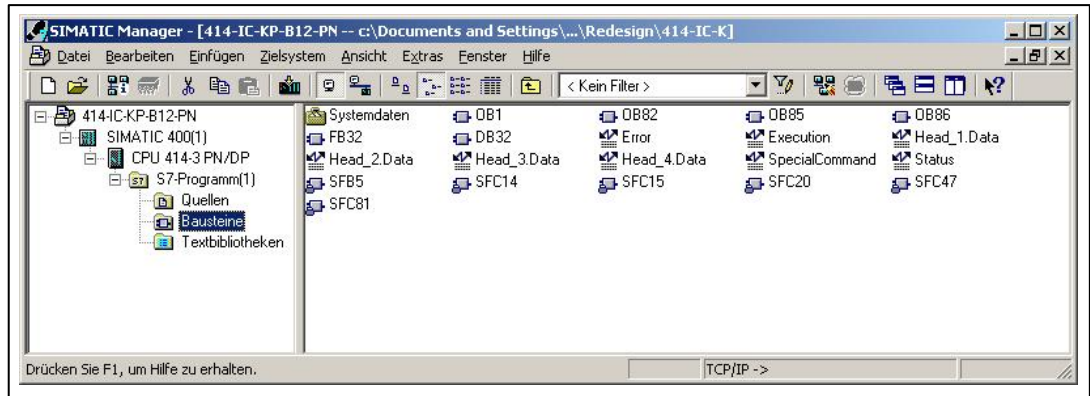 SIMATIC Manager - [414-IC-KP-B12-PN -- c:\Documents and Settings\...\Redesign\414-IC-K]
Datei Bearbeiten Einfügen Zielsystem Ansicht Extras Fenster Hilfe
< Kein Filter >
414-IC-KP-B12-PN
SIMATIC 400(1)
CPU 414-3 PN/DP
S7-Programm(1)
Quellen
Bausteine
Textbibliotheken
Systemdaten OB1 OB82 OB85 OB86
FB32 DB32 Error Execution Head_1.Data
Head_2.Data Head_3.Data Head_4.Data SpecialCommand Status
SFB5 SFC14 SFC15 SFC20 SFC47
SFC81
Drücken Sie F1, um Hilfe zu erhalten. TCP/IP ->